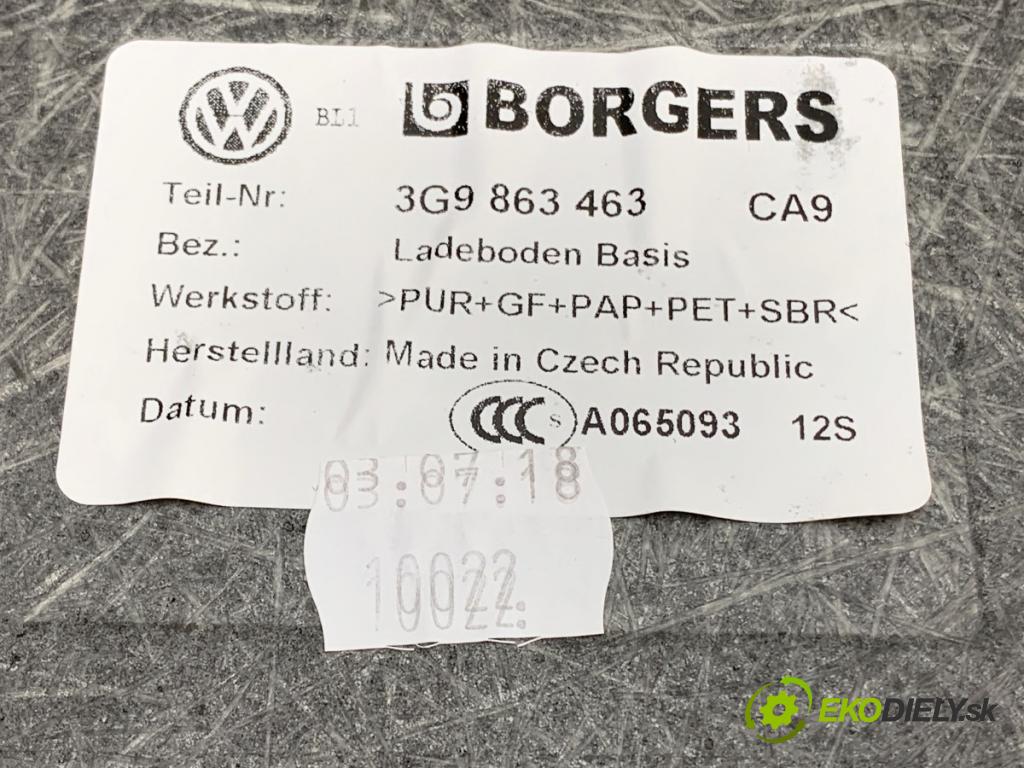 BL1 BORGERS
Teil-Nr: 3G9 863 463 CA9
Bez.: Ladeboden Basis
Werkstoff: >PUR+GF+PAP+PET+SBR<
Herstellland: Made in Czech Republic
Datum: CCC S A065093 12S
03.07.18
10022.
EKODIELY.sk